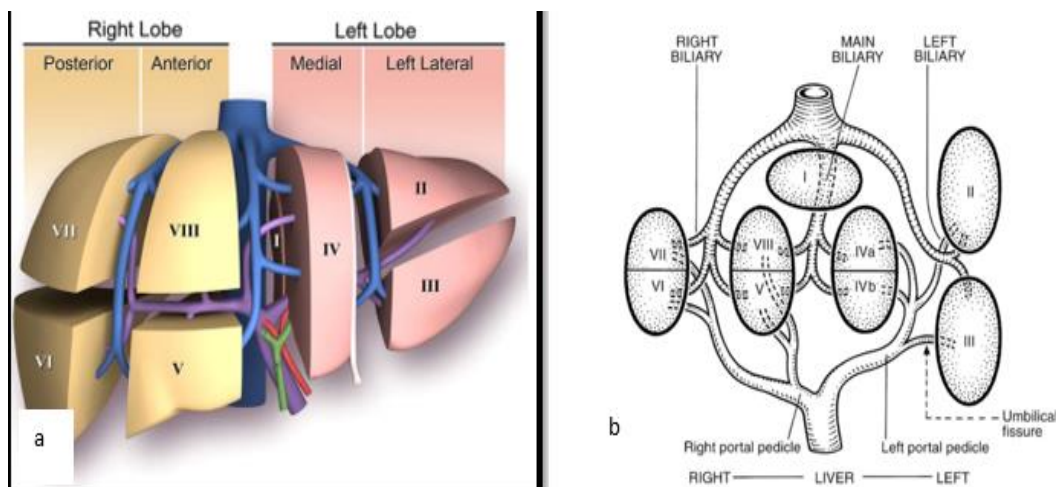 Right Lobe
Left Lobe
Posterior
Anterior
Medial
Left Lateral
VII
VIII
I
IV
II
III
VI
V
a
RIGHT
BILIARY
MAIN
BILIARY
LEFT
BILIARY
I
II
VII
VIII
IVa
VI
V
IVb
III
Umbilical
fissure
b
Right portal pedicle
Left portal pedicle
RIGHT LIVER LEFT